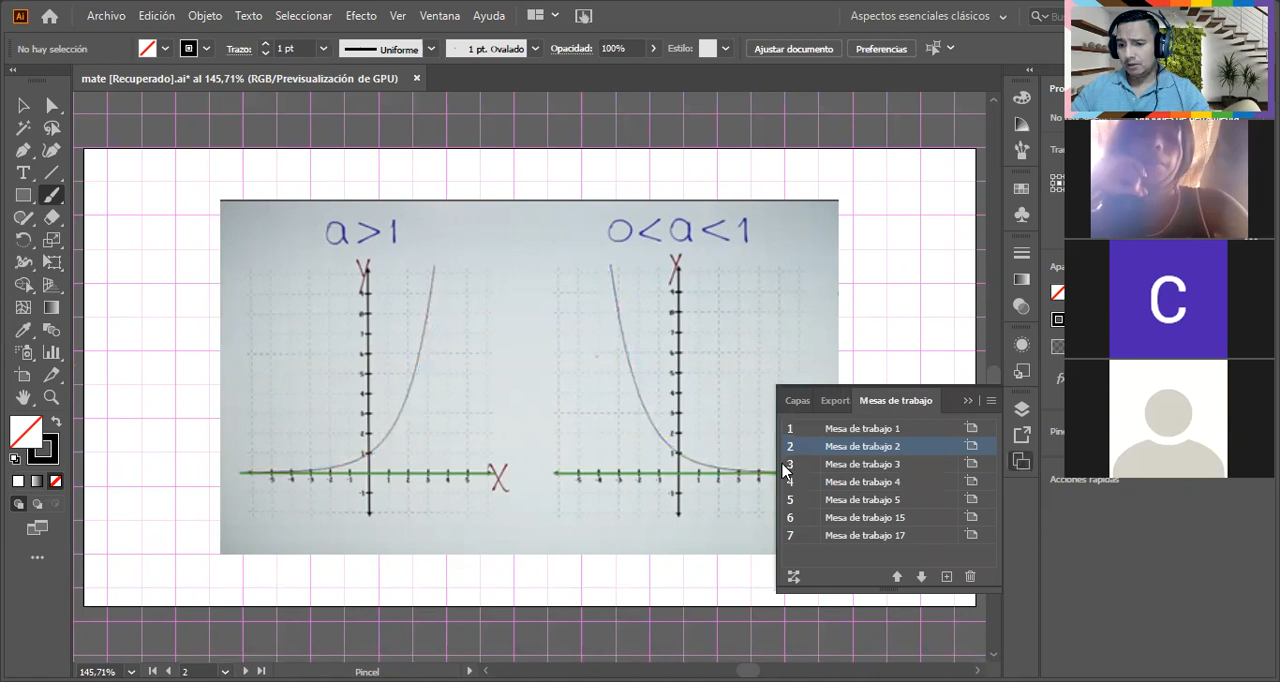 Ai Archivo Edición Objeto Texto Seleccionar Efecto Ver Ventana Ayuda Aspectos esenciales clásicos
No hay selección Trazo: 1 pt Uniforme 1 pt. Ovalado Opacidad: 100% Estilo: Ajustar documento Preferencias
mate [Recuperado].ai* al 145,71% (RGB/Previsualización de GPU) ×
a>1
0<a<1
Y
Y
X
C
Capas Export Mesas de trabajo
1 Mesa de trabajo 1
2 Mesa de trabajo 2
3 Mesa de trabajo 3
4 Mesa de trabajo 4
5 Mesa de trabajo 5
6 Mesa de trabajo 15
7 Mesa de trabajo 17
Acciones rápidas
145,71% 2 Pincel